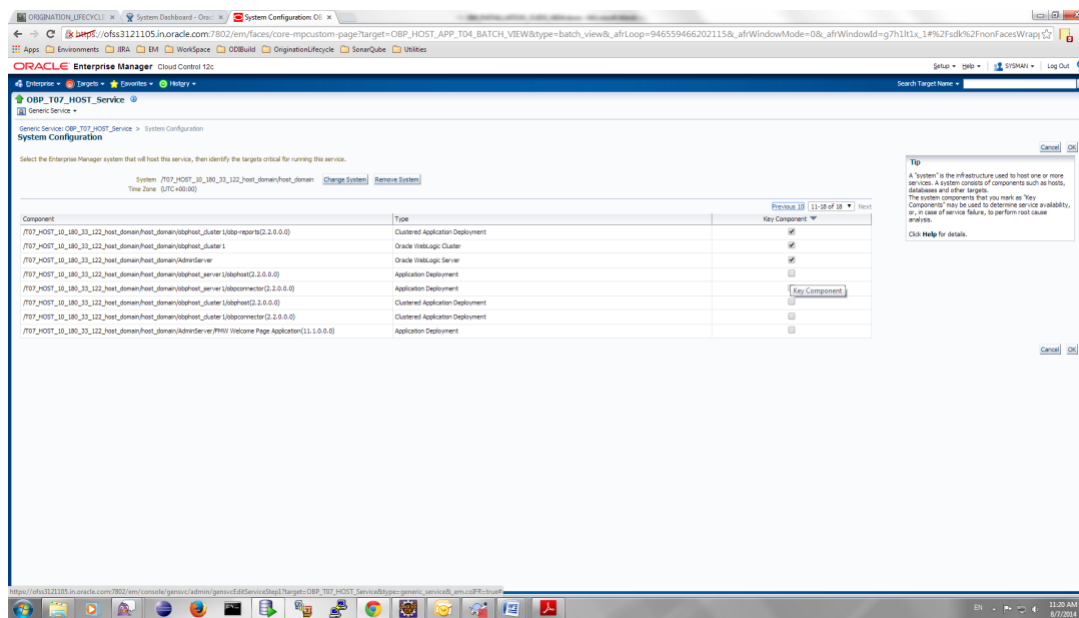 ORIGINATION_LIFECYCLE × System Dashboard - Orac × System Configuration: OB ×
https://ofss3121105.in.oracle.com:7802/em/faces/core-mpcustom-page?target=OBP_HOST_APP_T04_BATCH_VIEW&type=batch_view&_afrLoop=946559466202115&_afrWindowMode=0&_afrWindowId=g7h1lt1x_1#%2Fsdk%2FnonFacesWrap
Apps Environments JIRA EM WorkSpace ODIBuild OriginationLifecycle SonarQube Utilities
ORACLE Enterprise Manager Cloud Control 12c Setup Help SYSMAN Log Out
Enterprise Targets Favorites History Search Target Name
OBP_T07_HOST_Service
Generic Service
Generic Service: OBP_T07_HOST_Service > System Configuration
System Configuration
Cancel OK
Select the Enterprise Manager system that will host this service, then identify the targets critical for running this service.
System /T07_HOST_10_180_33_122_host_domain/host_domain Change System Remove System
Time Zone (UTC+00:00)
Tip
A "system" is the infrastructure used to host one or more
services. A system consists of components such as hosts,
databases and other targets.
The system components that you mark as "Key
Components" may be used to determine service availability,
or, in case of service failure, to perform root cause
analysis.
Click Help for details.
Previous 10 11-18 of 18 Next
Component Type Key Component
/T07_HOST_10_180_33_122_host_domain/host_domain/obphost_cluster1/obp-reports(2.2.0.0.0) Clustered Application Deployment
/T07_HOST_10_180_33_122_host_domain/host_domain/obphost_cluster1 Oracle WebLogic Cluster
/T07_HOST_10_180_33_122_host_domain/host_domain/AdminServer Oracle WebLogic Server
/T07_HOST_10_180_33_122_host_domain/host_domain/obphost_server1/obphost(2.2.0.0.0) Application Deployment
/T07_HOST_10_180_33_122_host_domain/host_domain/obphost_server1/obpconnector(2.2.0.0.0) Application Deployment
Key Component
/T07_HOST_10_180_33_122_host_domain/host_domain/obphost_cluster1/obphost(2.2.0.0.0) Clustered Application Deployment
/T07_HOST_10_180_33_122_host_domain/host_domain/obphost_cluster1/obpconnector(2.2.0.0.0) Clustered Application Deployment
/T07_HOST_10_180_33_122_host_domain/host_domain/AdminServer/FMW Welcome Page Application(11.1.0.0.0) Application Deployment
Cancel OK
https://ofss3121105.in.oracle.com:7802/em/console/gensvc/admin/gensvcEditServiceStep1?target=OBP_T07_HOST_Service&type=generic_service&_em.coIFR=true#
EN 11:20 AM
8/7/2014